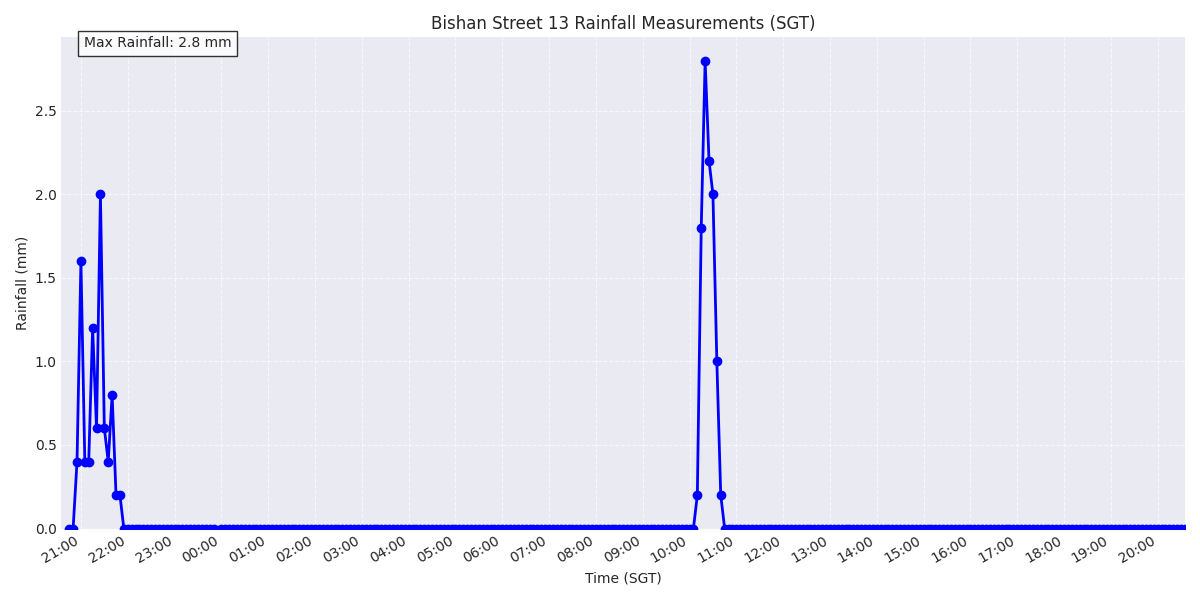 Bishan Street 13 Rainfall Measurements (SGT)
Max Rainfall: 2.8 mm
Rainfall (mm)
2.5
2.0
1.5
1.0
0.5
0.0
21:00 22:00 23:00 00:00 01:00 02:00 03:00 04:00 05:00 06:00 07:00 08:00 09:00 10:00 11:00 12:00 13:00 14:00 15:00 16:00 17:00 18:00 19:00 20:00
Time (SGT)